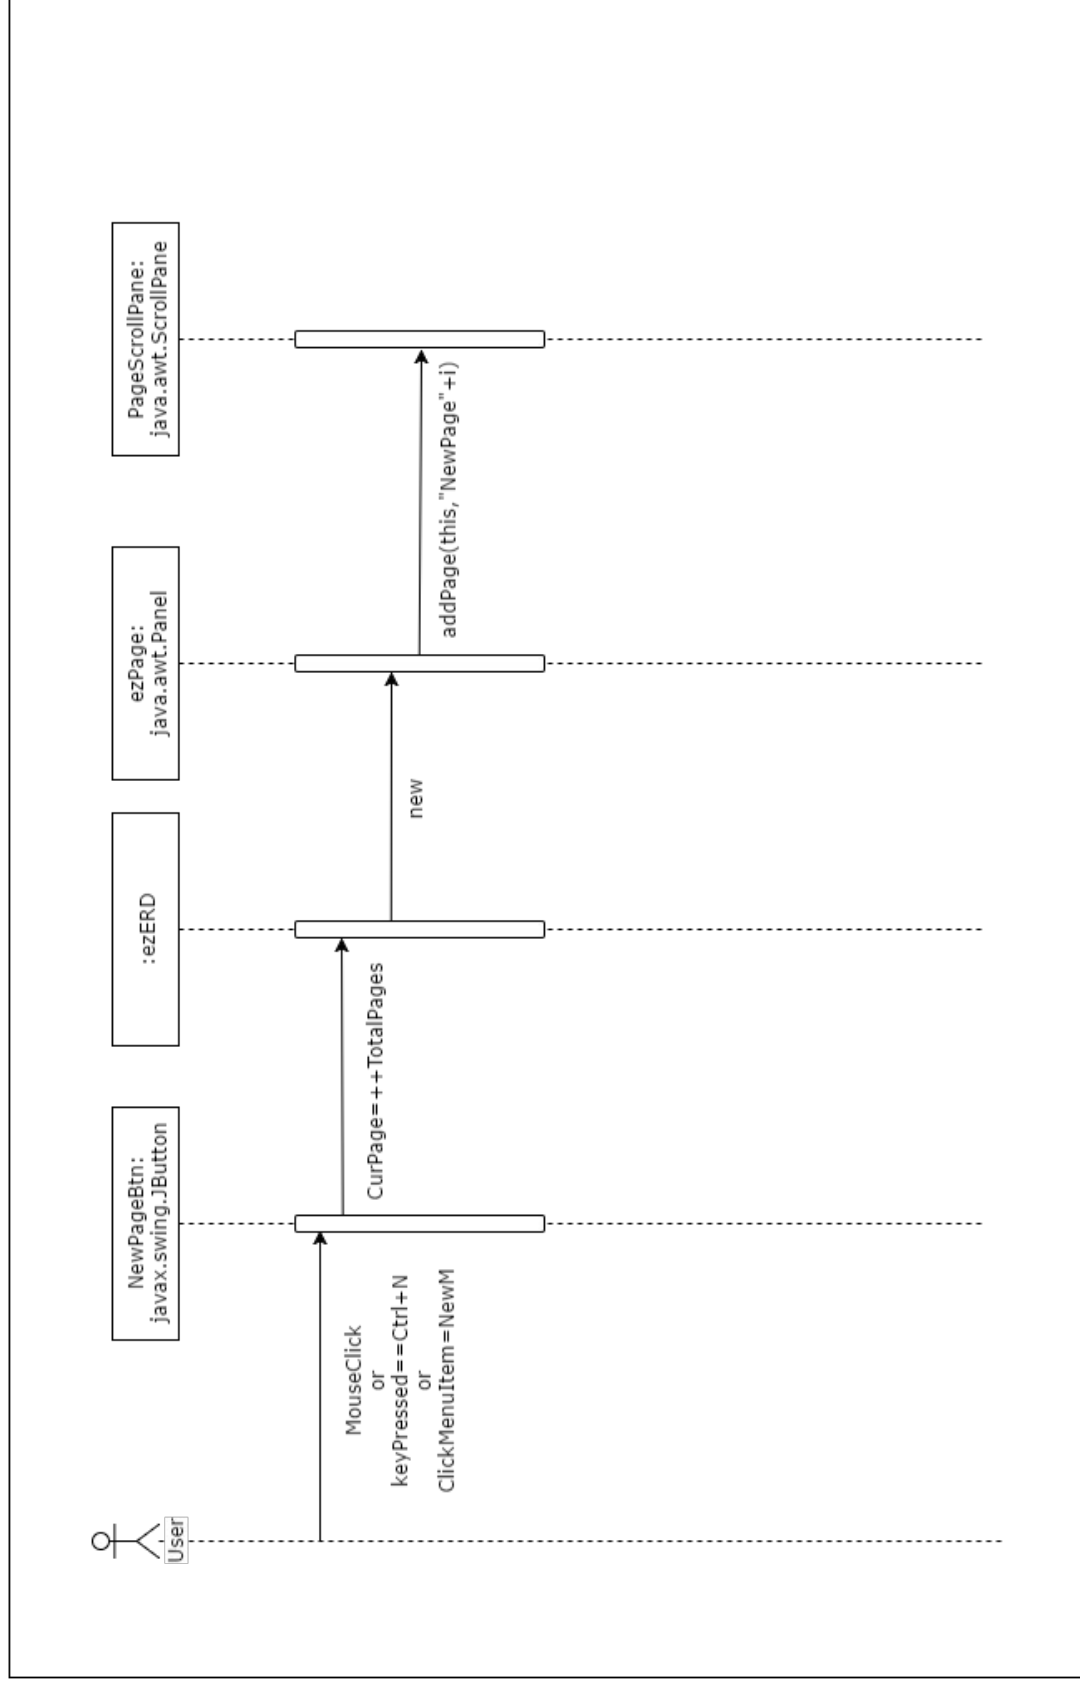 User
NewPageBtn:
javax.swing.JButton
:ezERD
ezPage:
java.awt.Panel
PageScrollPane:
java.awt.ScrollPane
MouseClick
or
keyPressed==Ctrl+N
or
ClickMenuItem=NewM
CurPage=++TotalPages
new
addPage(this,"NewPage"+i)